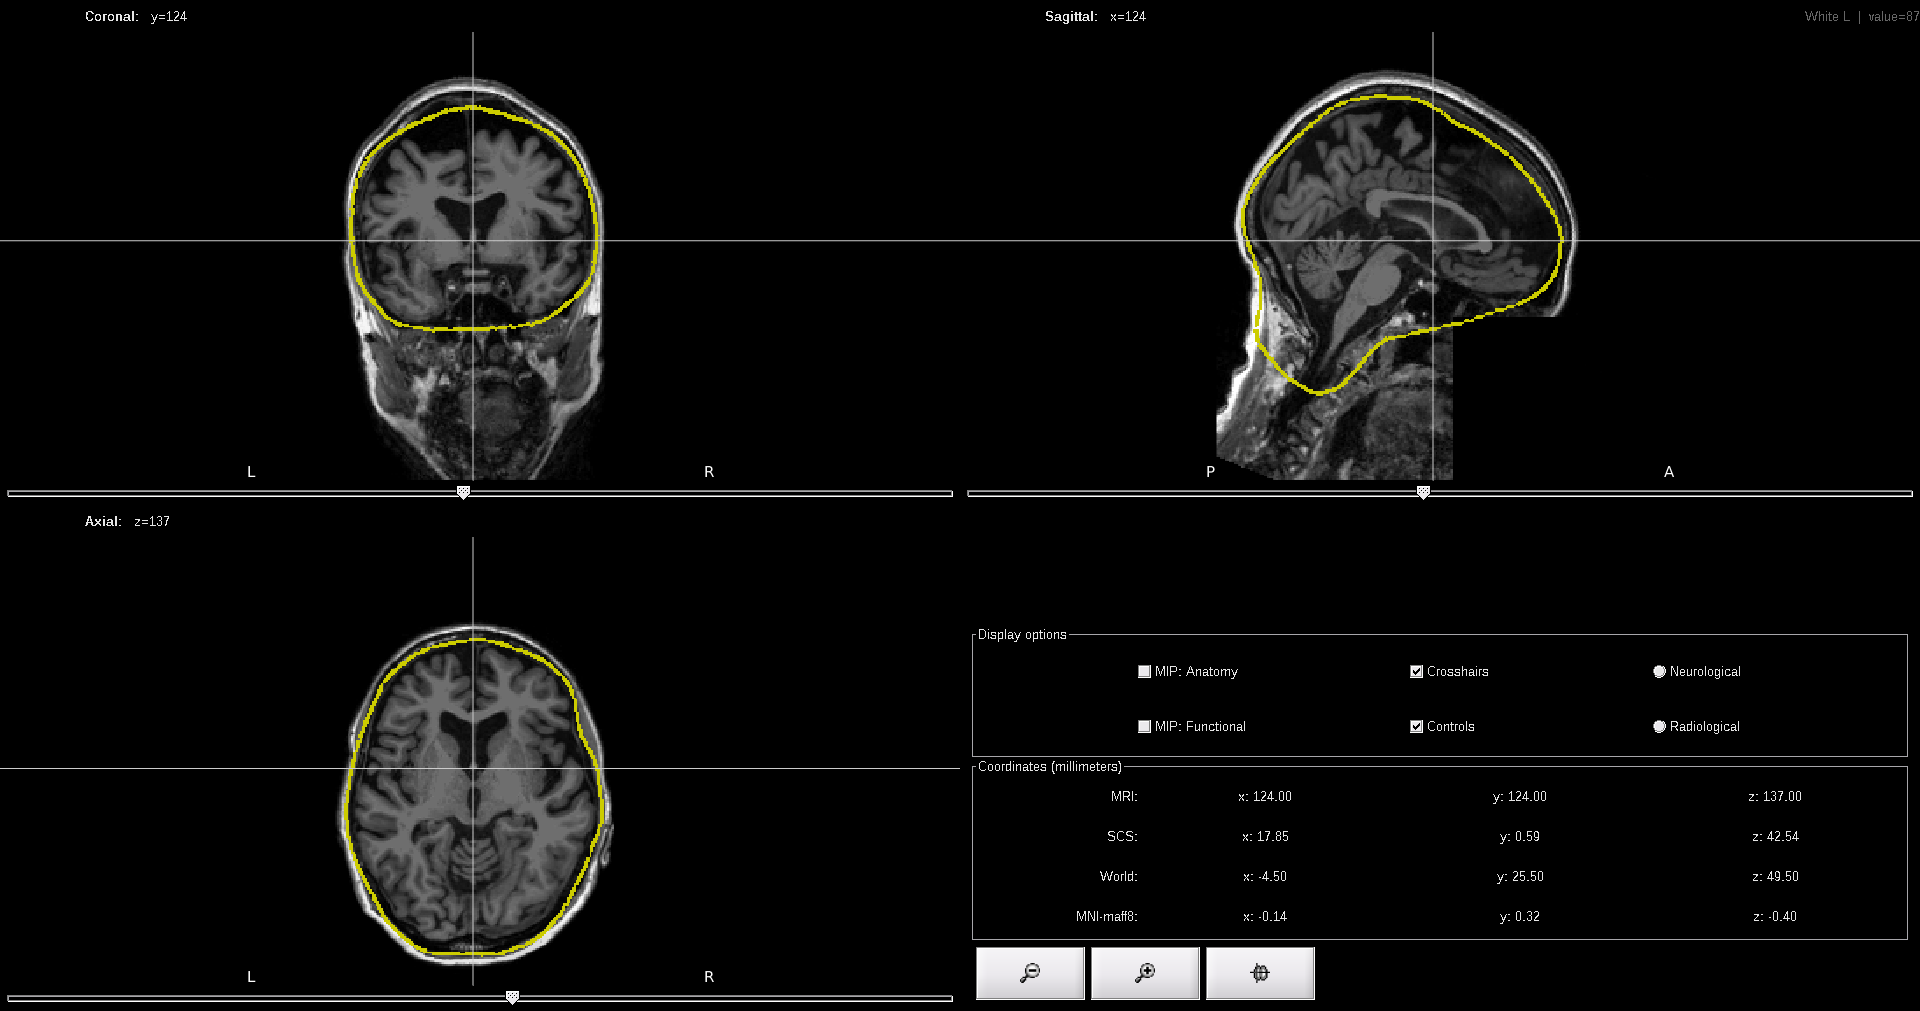 Coronal: y=124
Sagittal: x=124
White L | value=87
L
R
P
A
Axial: z=137
L
R
Display options
MIP: Anatomy
Crosshairs
Neurological
MIP: Functional
Controls
Radiological
Coordinates (millimeters)
MRI: x: 124.00 y: 124.00 z: 137.00
SCS: x: 17.85 y: 0.59 z: 42.54
World: x: -4.50 y: 25.50 z: 49.50
MNI-maff8: x: -0.14 y: 0.32 z: -0.40